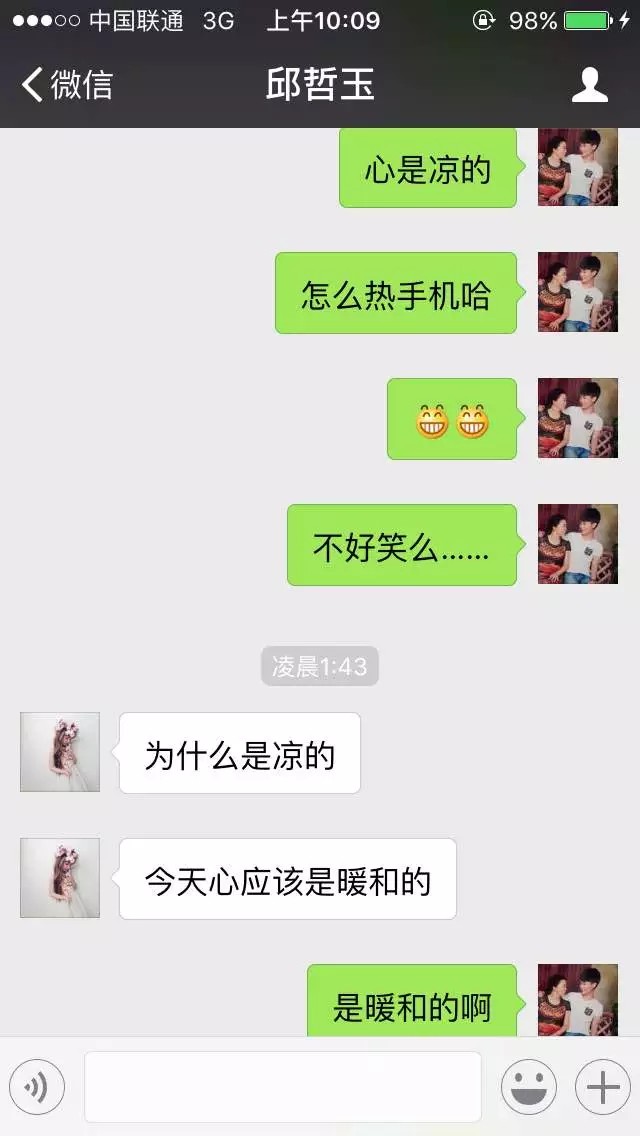 中国联通 3G 上午10:09 98%
微信 邱哲玉
心是凉的
怎么热手机哈
不好笑么......
凌晨1:43
为什么是凉的
今天心应该是暖和的
是暖和的啊